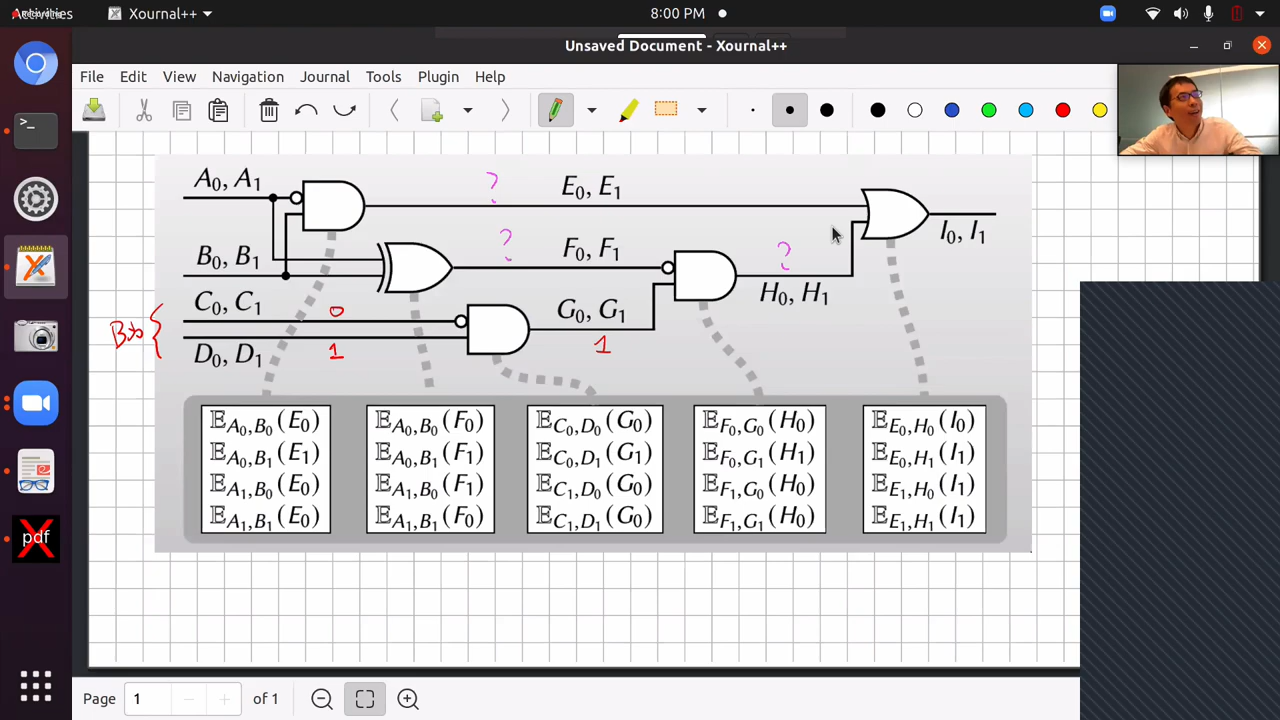 Activities
Xournal++
8:00 PM
Unsaved Document - Xournal++
File Edit View Navigation Journal Tools Plugin Help
A₀, A₁
?
E₀, E₁
I₀, I₁
B₀, B₁
?
F₀, F₁
?
H₀, H₁
C₀, C₁
0
G₀, G₁
Bob
1
1
D₀, D₁
𝔼A₀,B₀(E₀)
𝔼A₀,B₁(E₁)
𝔼A₁,B₀(E₀)
𝔼A₁,B₁(E₀)
𝔼A₀,B₀(F₀)
𝔼A₀,B₁(F₁)
𝔼A₁,B₀(F₁)
𝔼A₁,B₁(F₀)
𝔼C₀,D₀(G₀)
𝔼C₀,D₁(G₁)
𝔼C₁,D₀(G₀)
𝔼C₁,D₁(G₀)
𝔼F₀,G₀(H₀)
𝔼F₀,G₁(H₁)
𝔼F₁,G₀(H₀)
𝔼F₁,G₁(H₀)
𝔼E₀,H₀(I₀)
𝔼E₀,H₁(I₁)
𝔼E₁,H₀(I₁)
𝔼E₁,H₁(I₁)
pdf
Page 1 of 1